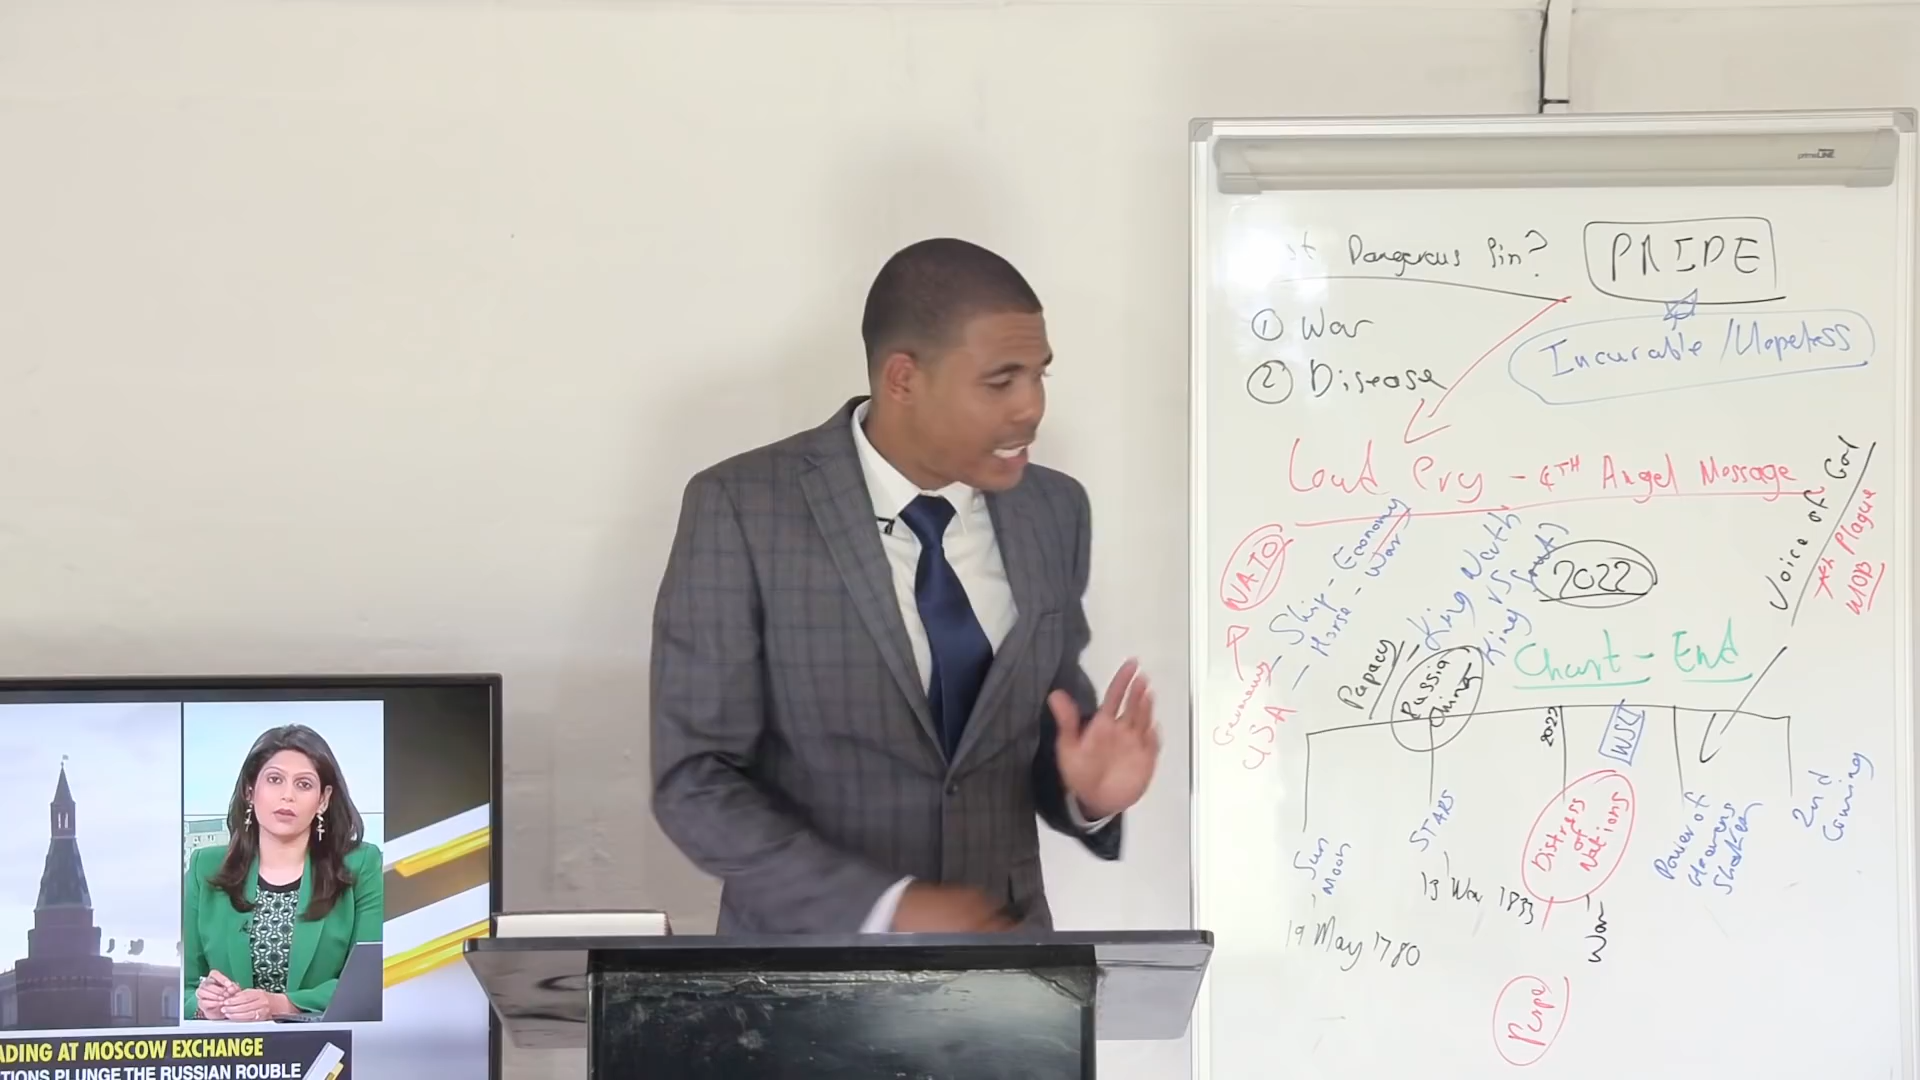 primeLINE
st Dangerous Sin? PRIDE
① War
② Disease
Incurable / Hopeless
Loud Cry - 4TH Angel Message
NATO
Ship - Economy
Horse - War
King North
vs
King South
2022
Voice of God
7th Plague
Germany
USA
Papacy
Russia
China
Chart - End
2022
WSL
Sun
Moon
19 May 1780
STARS
13 Nov 1833
Distress
of
Nations
War
Power of
Heavens
Shaken
2nd
Coming
ADING AT MOSCOW EXCHANGE
TIONS PLUNGE THE RUSSIAN ROUBLE